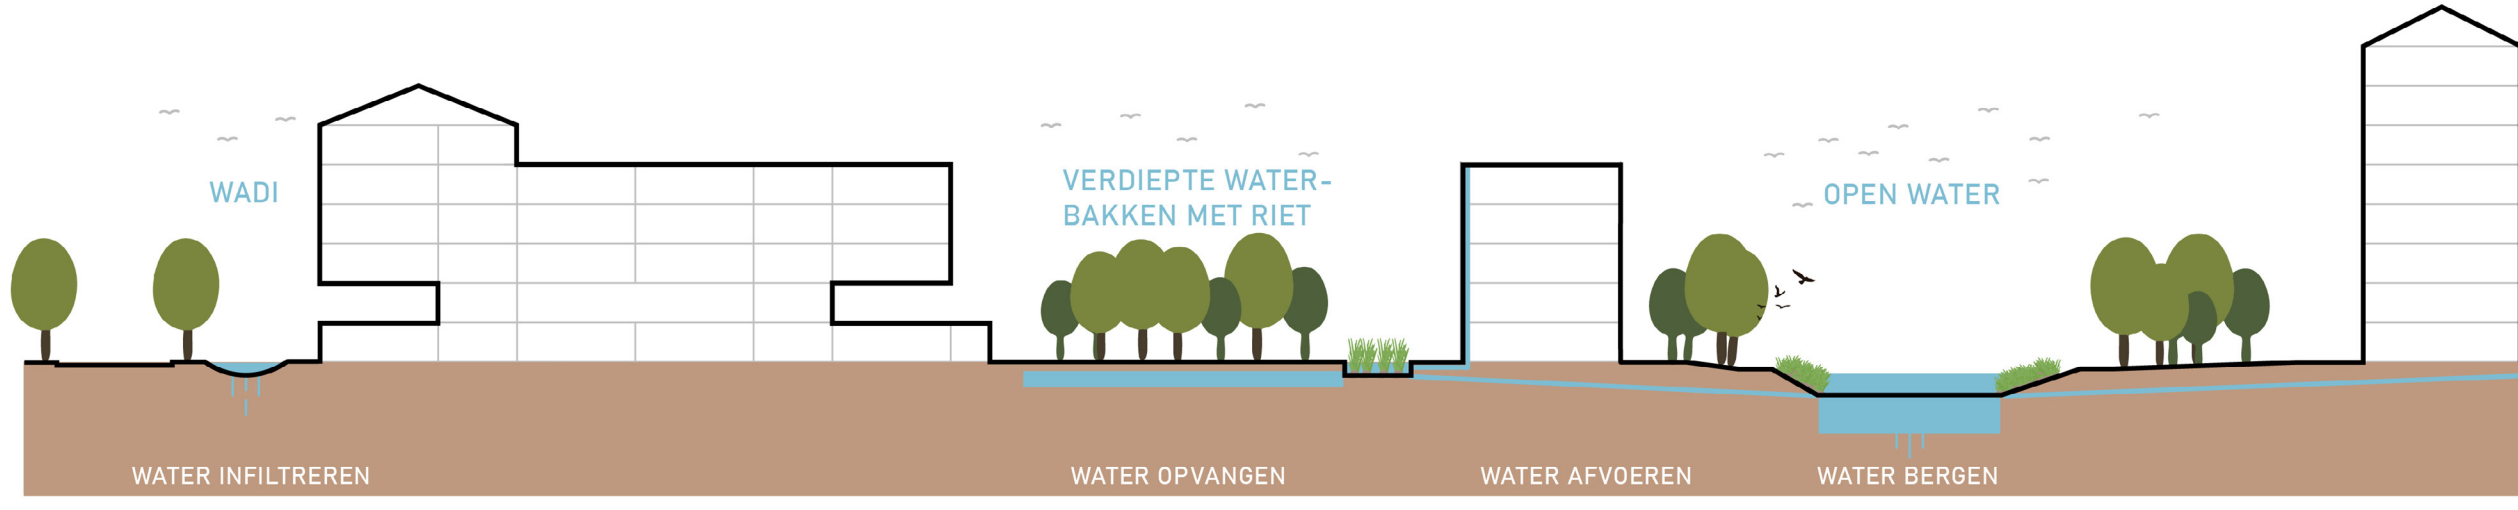 WADI
VERDIEPTE WATER-
BAKKEN MET RIET
OPEN WATER
WATER INFILTREREN
WATER OPVANGEN
WATER AFVOEREN
WATER BERGEN